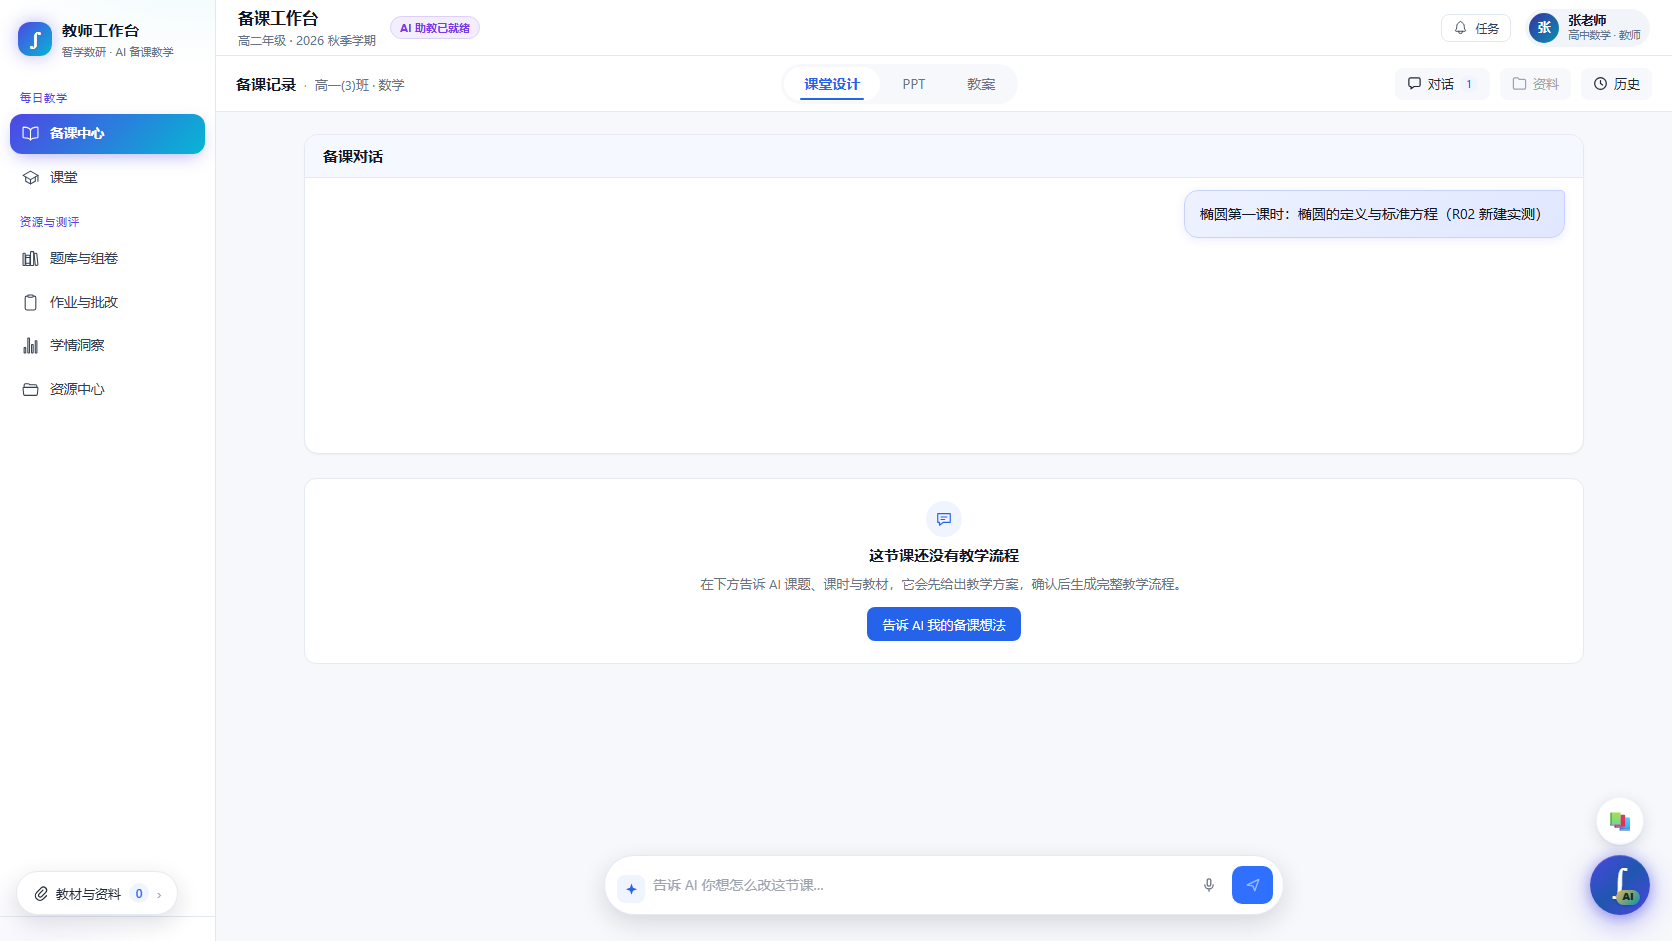 教师工作台
智学数研 · AI 备课教学
每日教学
备课中心
课堂
资源与测评
题库与组卷
作业与批改
学情洞察
资源中心
教材与资料 0 ›
备课工作台
高二年级 · 2026 秋季学期
AI 助教已就绪
任务
张
张老师
高中数学 · 教师
备课记录 · 高一(3)班 · 数学
课堂设计
PPT
教案
对话 1
资料
历史
备课对话
椭圆第一课时：椭圆的定义与标准方程（R02 新建实测）
这节课还没有教学流程
在下方告诉 AI 课题、课时与教材，它会先给出教学方案，确认后生成完整教学流程。
告诉 AI 我的备课想法
告诉 AI 你想怎么改这节课...
∫
AI